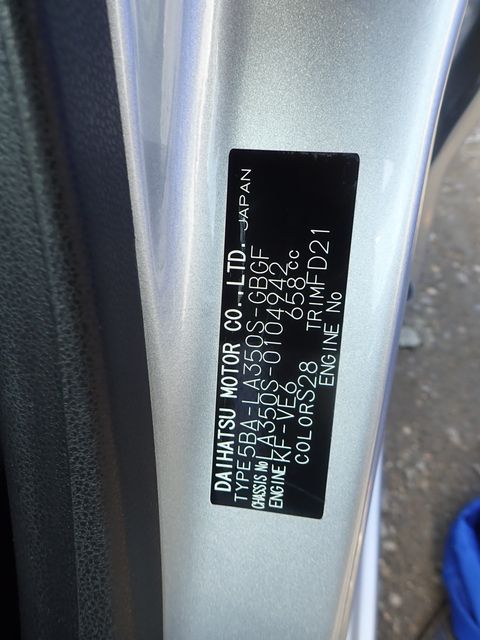 DAIHATSU MOTOR CO.,LTD. JAPAN
TYPE 5BA-LA350S-GBGF
CHASSIS No LA350S-0104942
ENGINE KF-VE6 658cc
COLOR S28 TRIM FD21
ENGINE No